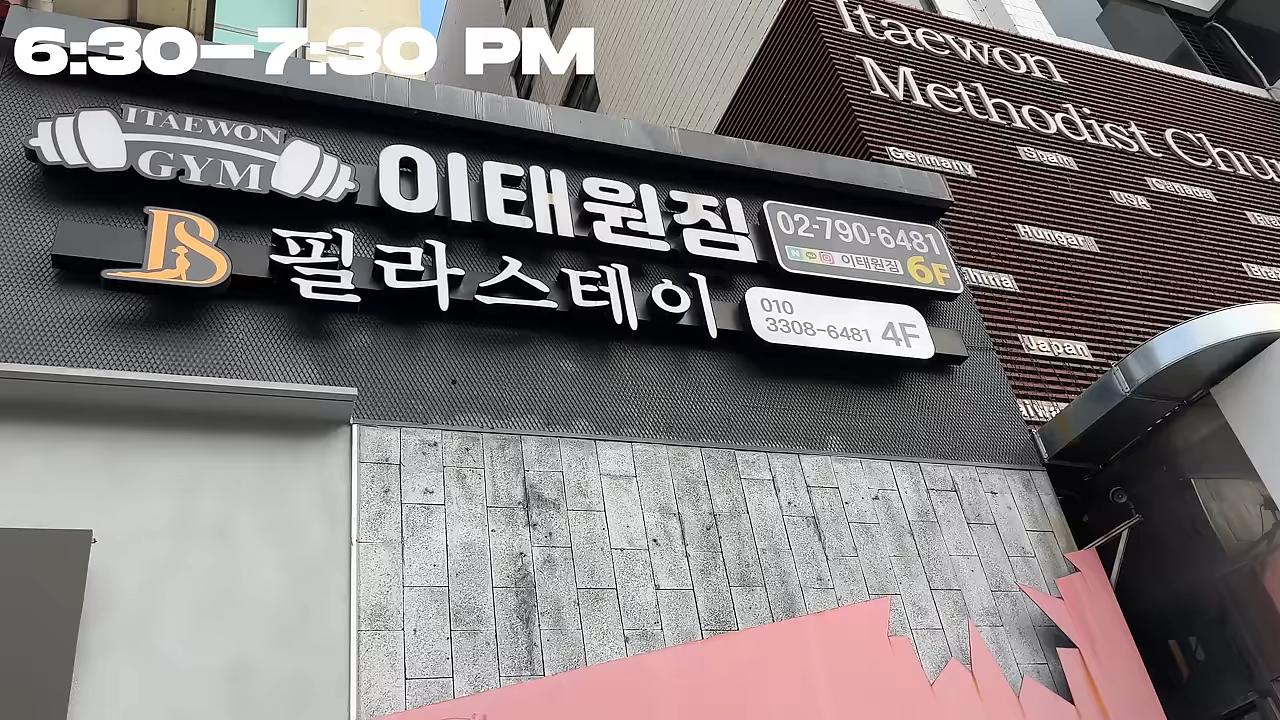 6:30–7:30 PM
ITAEWON
GYM
이태원짐
02-790-6481
이태원짐 6F
PS
필라스테이
010
3308-6481 4F
Itaewon
Methodist Chu
Germany
Spain
Canada
USA
Hungary
Japan